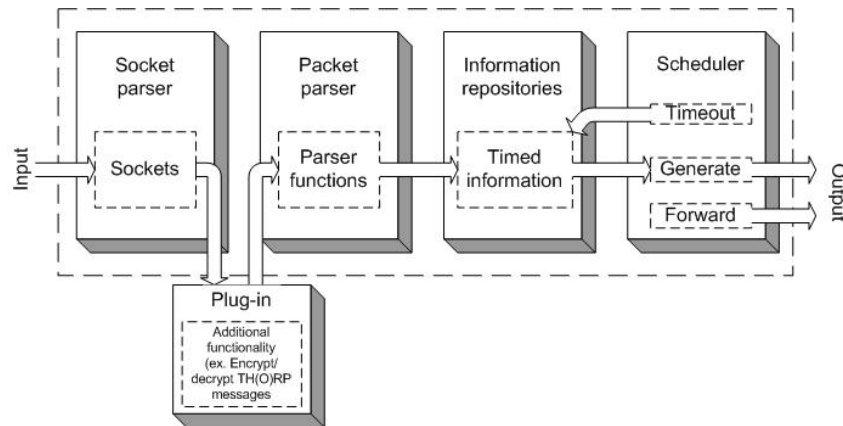 Socket
parser
Packet
parser
Information
repositories
Scheduler
Timeout
Input
Sockets
Parser
functions
Timed
information
Generate
Output
Forward
Plug-in
Additional
functionality
(ex. Encrypt/
decrypt TH(O)RP
messages